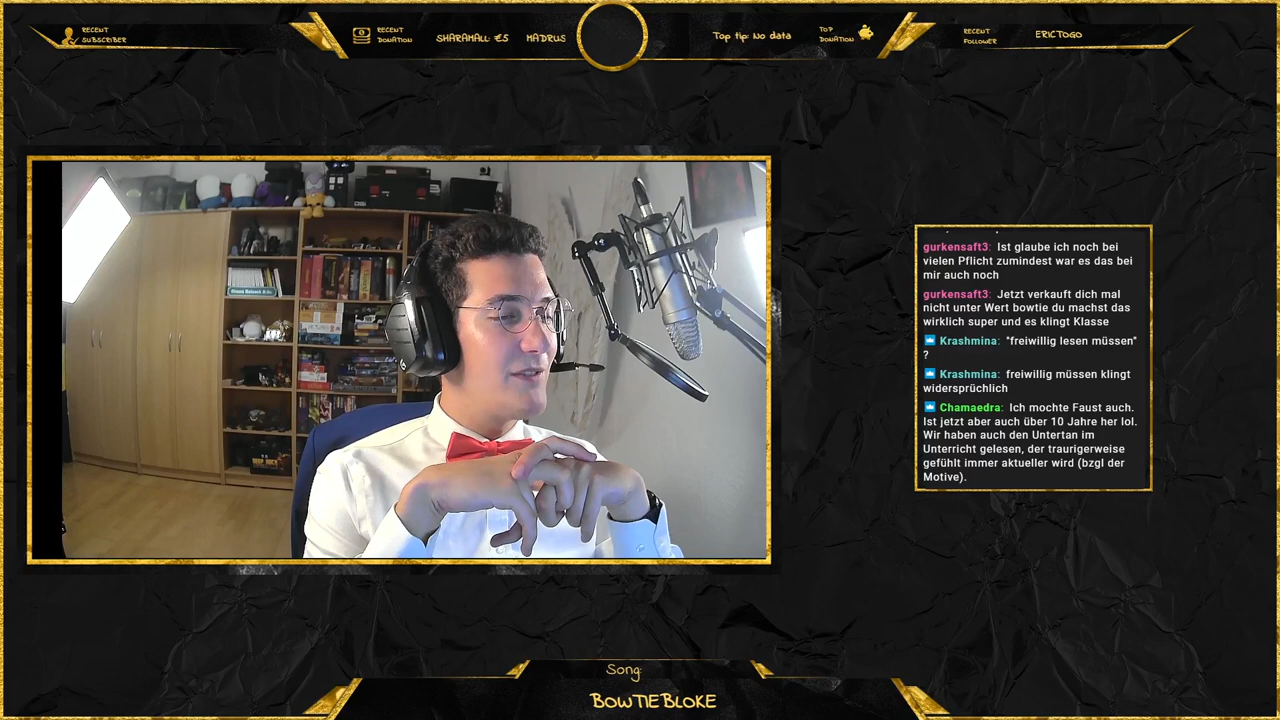 RECENT
SUBSCRIBER
RECENT
DONATION
SHARAMALL: €5
MADRUS
Top tip: No data
TOP
DONATION
RECENT
FOLLOWER
ERICTOGO
gurkensaft3: Ist glaube ich noch bei
vielen Pflicht zumindest war es das bei
mir auch noch
gurkensaft3: Jetzt verkauft dich mal
nicht unter Wert bowtie du machst das
wirklich super und es klingt Klasse
Krashmina: "freiwillig lesen müssen"
?
Krashmina: freiwillig müssen klingt
widersprüchlich
Chamaedra: Ich mochte Faust auch.
Ist jetzt aber auch über 10 Jahre her lol.
Wir haben auch den Untertan im
Unterricht gelesen, der traurigerweise
gefühlt immer aktueller wird (bzgl der
Motive).
Song:
BOWTIEBLOKE